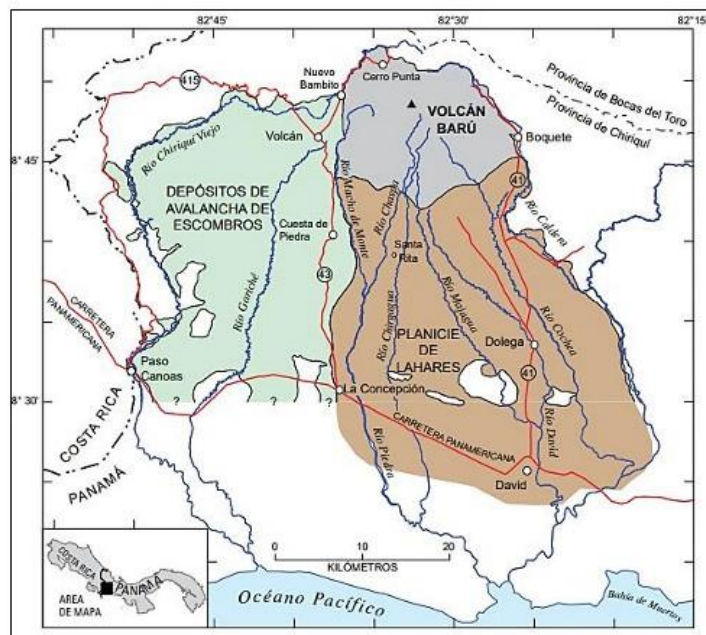 82°45'
82°30'
82°15'
415
Nuevo
Bambito
Cerro Punta
Provincia de Bocas del Toro
Provincia de Chiriquí
VOLCÁN
BARÚ
Volcán
Boquete
Río Chirique Viejo
8°45'
41
DEPÓSITOS DE
AVALANCHA DE
ESCOMBROS
Río Macho de Monte
Río Chaspa
Río Caldera
Cuesta de
Piedra
Santa
Rita
43
Río Gariché
Río Chirigagua
Río Majagua
Río Cochea
CARRETERA
PANAMERICANA
PLANICIE
DE
LAHARES
Dolega
Paso
Canoas
41
La Concepción
8°30'
?
?
?
COSTA RICA
PANAMÁ
CARRETERA PANAMERICANA
Río David
Río Piedra
David
0
10
20
KILÓMETROS
COSTA RICA
PANAMÁ
AREA
DE MAPA
Océano Pacífico
Bahía de Muertos